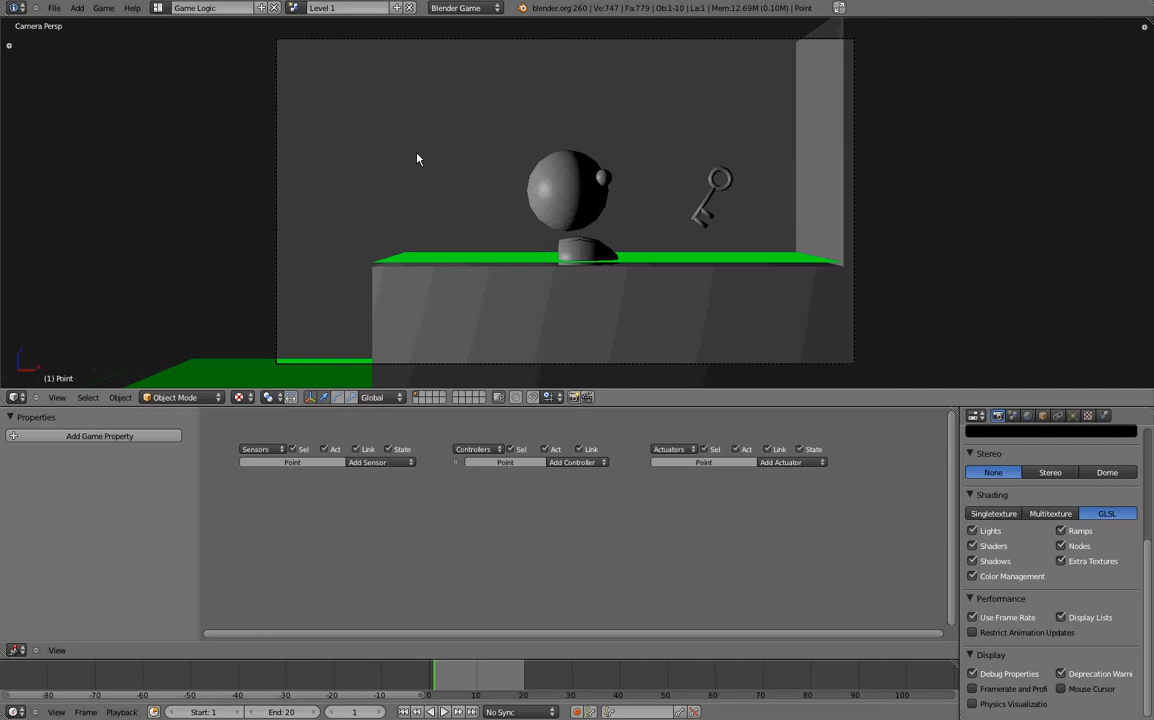 File Add Game Help Game Logic Level 1 Blender Game blender.org 260 | Ve:747 | Fa:779 | Ob:1-10 | La:1 | Mem:12.69M (0.10M) | Point
Camera Persp
(1) Point
View Select Object Object Mode Global
Properties
Add Game Property
Sensors Sel Act Link State Controllers Sel Act Link Actuators Sel Act Link State
Point Add Sensor Point Add Controller Point Add Actuator
View
Stereo
None Stereo Dome
Shading
Singletexture Multitexture GLSL
Lights Ramps
Shaders Nodes
Shadows Extra Textures
Color Management
Performance
Use Frame Rate Display Lists
Restrict Animation Updates
Display
Debug Properties Deprecation Warni
Framerate and Profi Mouse Cursor
Physics Visualizatio
-80 -70 -60 -50 -40 -30 -20 -10 0 10 20 30 40 50 60 70 80 90 100
View Frame Playback Start: 1 End: 20 1 No Sync